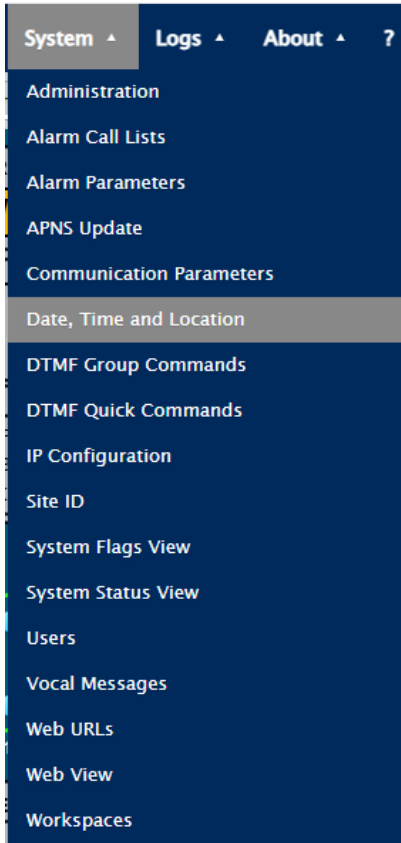 System ▲ Logs ▲ About ▲ ?
Administration
Alarm Call Lists
Alarm Parameters
APNS Update
Communication Parameters
Date, Time and Location
DTMF Group Commands
DTMF Quick Commands
IP Configuration
Site ID
System Flags View
System Status View
Users
Vocal Messages
Web URLs
Web View
Workspaces